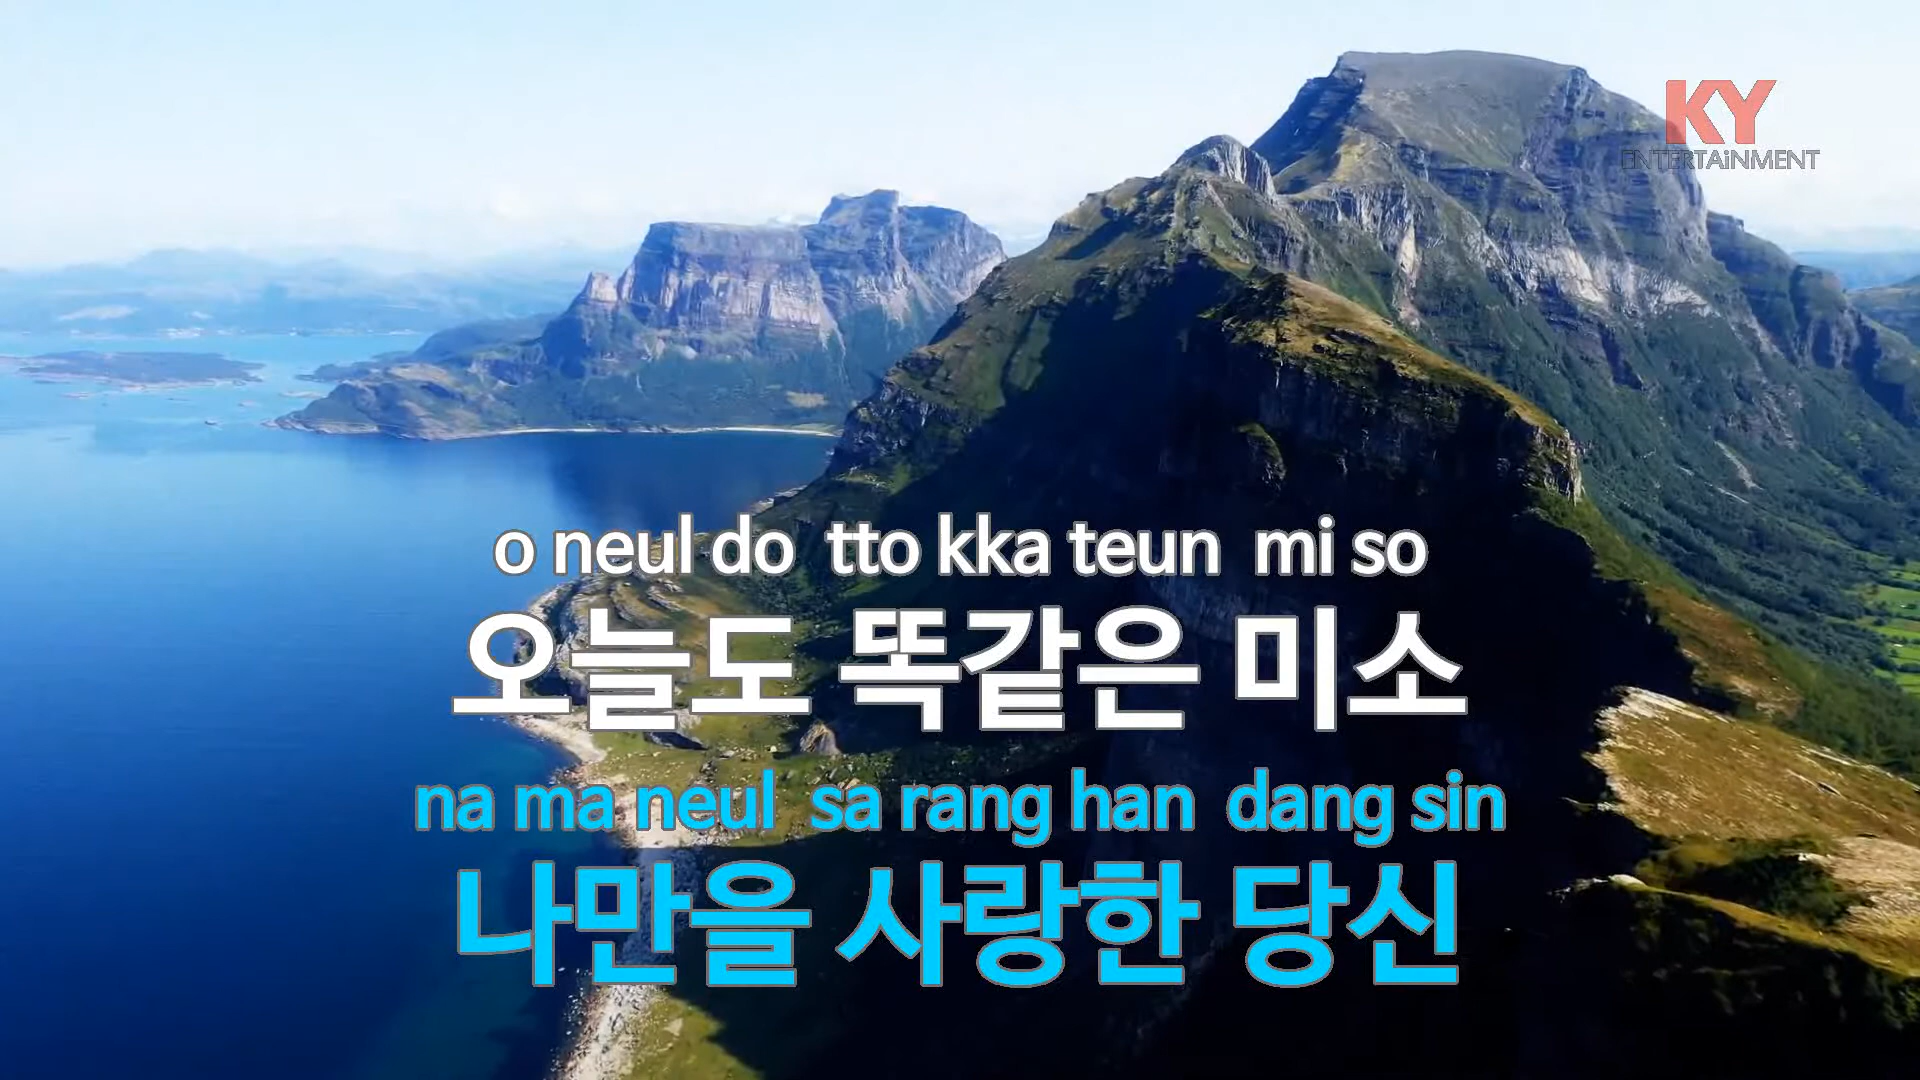 KY
ENTERTAiNMENT
o neul do tto kka teun mi so
오늘도 똑같은 미소
na ma neul sa rang han dang sin
나만을 사랑한 당신